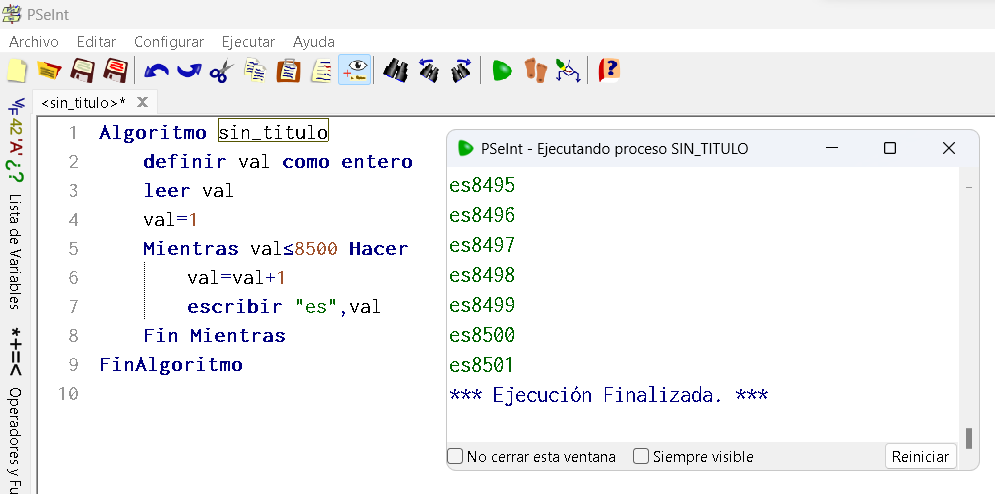 PSeInt
Archivo Editar Configurar Ejecutar Ayuda
<sin_titulo>* X
1 Algoritmo sin_titulo
2 definir val como entero
3 leer val
4 val=1
5 Mientras val≤8500 Hacer
6 val=val+1
7 escribir "es",val
8 Fin Mientras
9 FinAlgoritmo
10
PSeInt - Ejecutando proceso SIN_TITULO
es8495
es8496
es8497
es8498
es8499
es8500
es8501
*** Ejecución Finalizada. ***
No cerrar esta ventana Siempre visible Reiniciar
VF 42 'A' ¿? Lista de Variables
*+=< Operadores y Fu